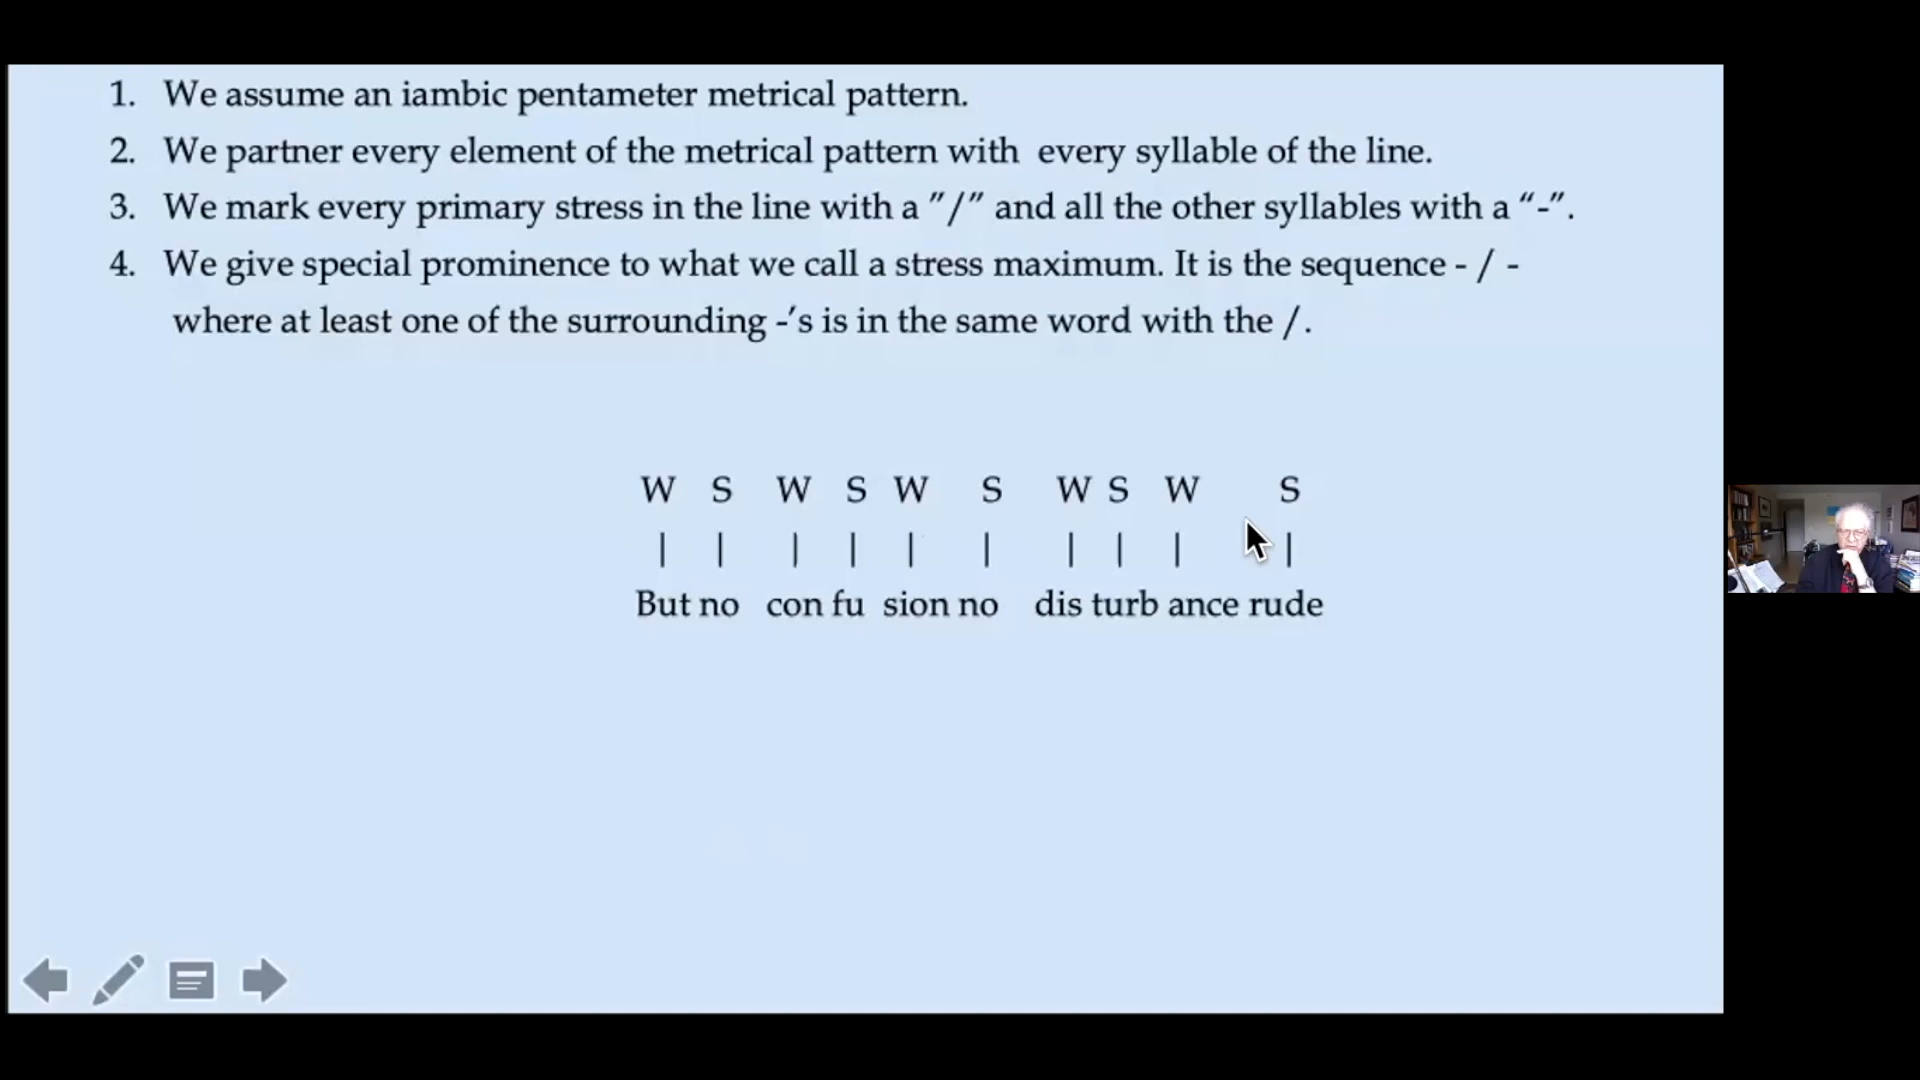 1. We assume an iambic pentameter metrical pattern.
2. We partner every element of the metrical pattern with every syllable of the line.
3. We mark every primary stress in the line with a ”/” and all the other syllables with a “-”.
4. We give special prominence to what we call a stress maximum. It is the sequence - / -
where at least one of the surrounding -’s is in the same word with the /.
W S W S W S W S W S
| | | | | | | | | |
But no con fu sion no dis turb ance rude